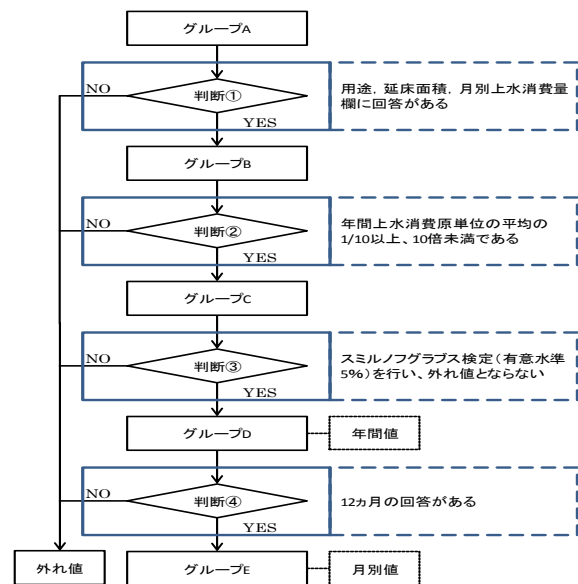 グループA
NO
判断①
YES
用途，延床面積，月別上水消費量
欄に回答がある
グループB
NO
判断②
YES
年間上水消費原単位の平均の
1/10以上、10倍未満である
グループC
NO
判断③
YES
スミルノフグラブス検定（有意水準
5%）を行い、外れ値とならない
グループD
年間値
NO
判断④
YES
12ヵ月の回答がある
外れ値
グループE
月別値